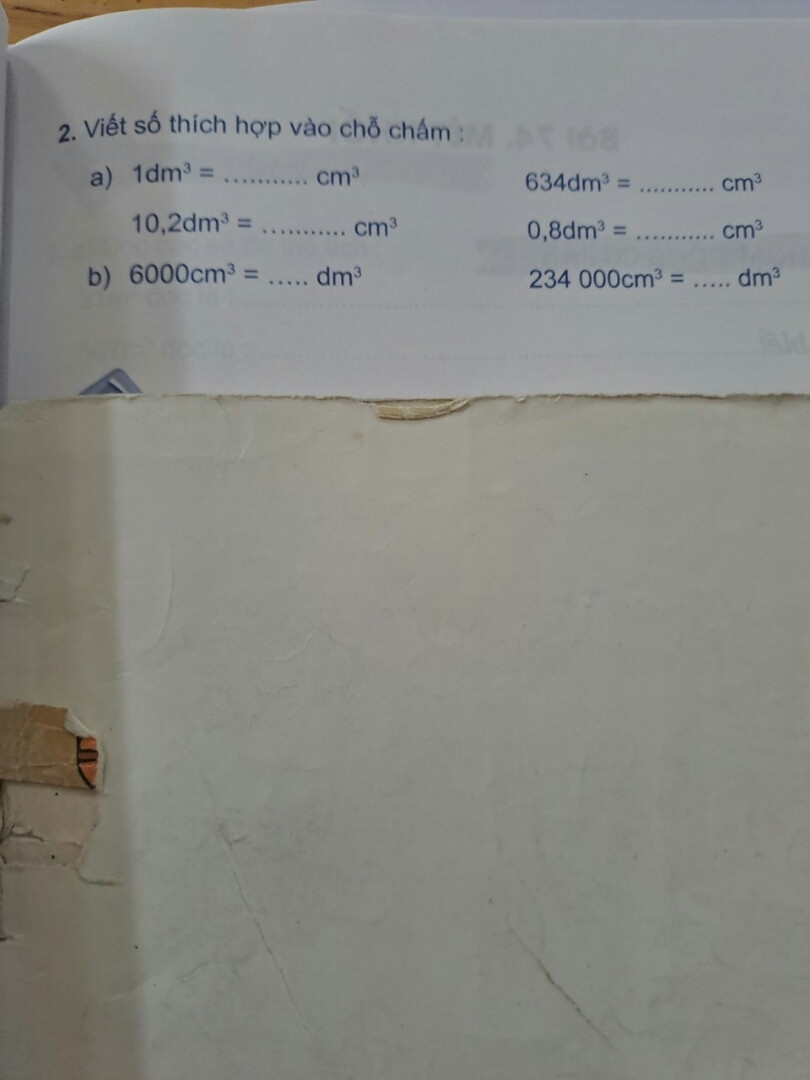 2. Viết số thích hợp vào chỗ chấm :
a) 1dm³ = ........... cm³ 634dm³ = ........... cm³
10,2dm³ = ........... cm³ 0,8dm³ = ........... cm³
b) 6000cm³ = ..... dm³ 234 000cm³ = ..... dm³